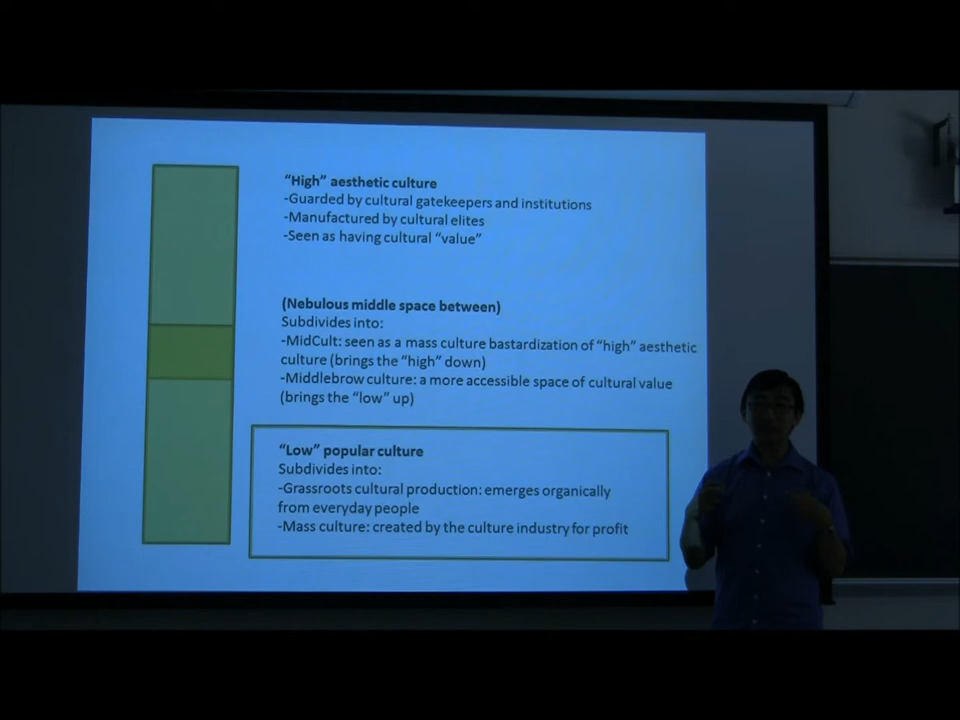 “High” aesthetic culture
-Guarded by cultural gatekeepers and institutions
-Manufactured by cultural elites
-Seen as having cultural “value”
(Nebulous middle space between)
Subdivides into:
-MidCult: seen as a mass culture bastardization of “high” aesthetic
culture (brings the “high” down)
-Middlebrow culture: a more accessible space of cultural value
(brings the “low” up)
“Low” popular culture
Subdivides into:
-Grassroots cultural production: emerges organically
from everyday people
-Mass culture: created by the culture industry for profit